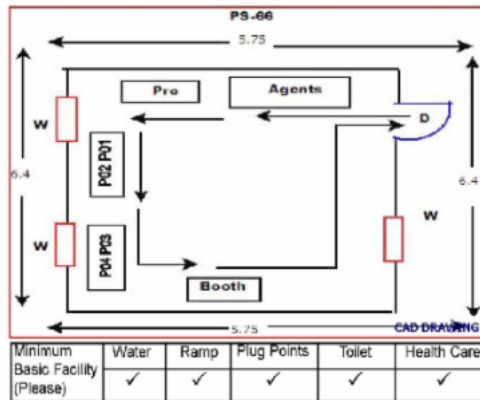 PS-66
5.75
Pro
Agents
W
D
P02 P01
6.4
6.4
W
W
P04 P03
Booth
5.75
CAD DRAWING
Minimum Basic Facility (Please)
Water
Ramp
Plug Points
Toilet
Health Care
✓ ✓ ✓ ✓ ✓